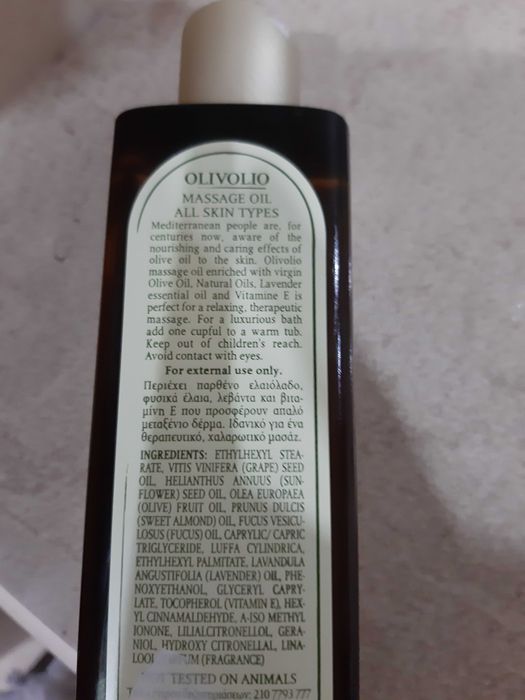 OLIVOLIO
MASSAGE OIL
ALL SKIN TYPES
Mediterranean people are, for
centuries now, aware of the
nourishing and caring effects of
olive oil to the skin. Olivolio
massage oil enriched with virgin
Olive Oil, Natural Oils, Lavender
essential oil and Vitamine E is
perfect for a relaxing, therapeutic
massage. For a luxurious bath
add one cupful to a warm tub.
Keep out of children's reach.
Avoid contact with eyes.
For external use only.
Περιέχει παρθένο ελαιόλαδο,
φυσικά έλαια, λεβάντα και βιτα-
μίνη Ε που προσφέρουν απαλό
μεταξένιο δέρμα. Ιδανικό για ένα
θεραπευτικό, χαλαρωτικό μασάζ.
INGREDIENTS: ETHYLHEXYL STEA-
RATE, VITIS VINIFERA (GRAPE) SEED
OIL, HELIANTHUS ANNUUS (SUN-
FLOWER) SEED OIL, OLEA EUROPAEA
(OLIVE) FRUIT OIL, PRUNUS DULCIS
(SWEET ALMOND) OIL, FUCUS VESICU-
LOSUS (FUCUS) OIL, CAPRYLIC/ CAPRIC
TRIGLYCERIDE, LUFFA CYLINDRICA,
ETHYLHEXYL PALMITATE, LAVANDULA
ANGUSTIFOLIA (LAVENDER) OIL, PHE-
NOXYETHANOL, GLYCERYL CAPRY-
LATE, TOCOPHEROL (VITAMIN E), HEX-
YL CINNAMALDEHYDE, A-ISO METHYL
IONONE, LILIALCITRONELLOL, GERA-
NIOL, HYDROXY CITRONELLAL, LINA-
(FRAGRANCE)
TESTED ON ANIMALS
210 7793 777